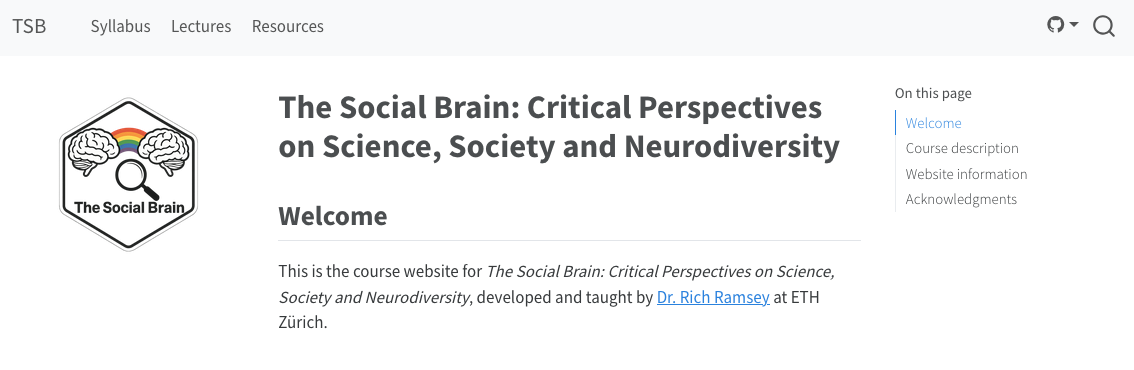 TSB Syllabus Lectures Resources
The Social Brain
The Social Brain: Critical Perspectives
on Science, Society and Neurodiversity
Welcome
This is the course website for The Social Brain: Critical Perspectives on Science,
Society and Neurodiversity, developed and taught by Dr. Rich Ramsey at ETH
Zürich.
On this page
Welcome
Course description
Website information
Acknowledgments